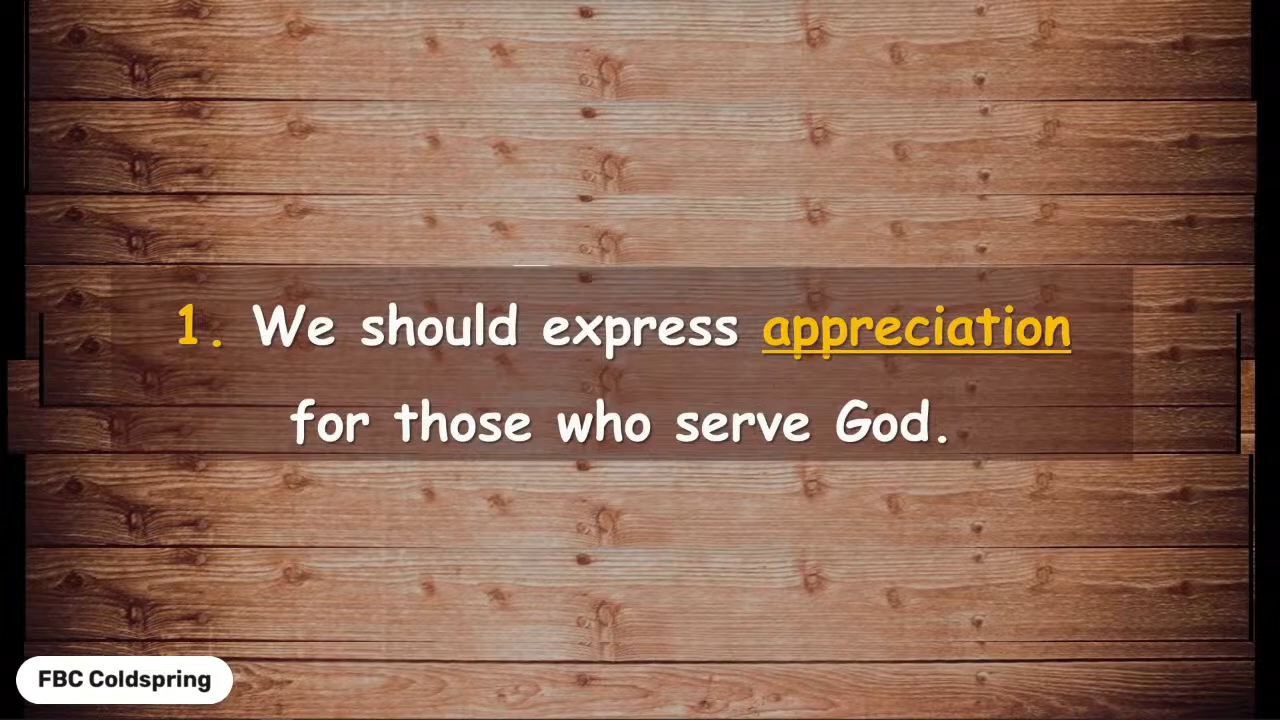 1. We should express appreciation
for those who serve God.
FBC Coldspring